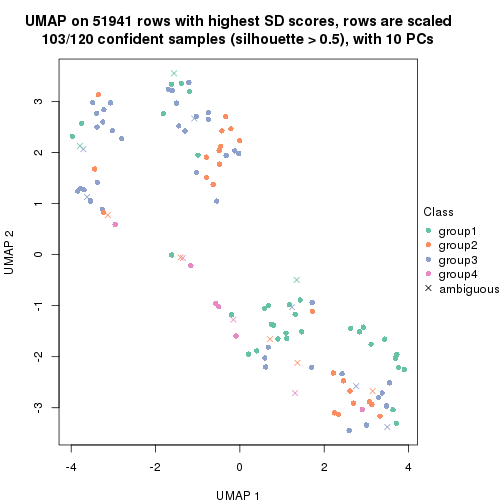 UMAP on 51941 rows with highest SD scores, rows are scaled
103/120 confident samples (silhouette > 0.5), with 10 PCs
3
2
1
0
-1
-2
-3
UMAP 2
-4
-2
0
2
4
UMAP 1
Class
group1
group2
group3
group4
ambiguous